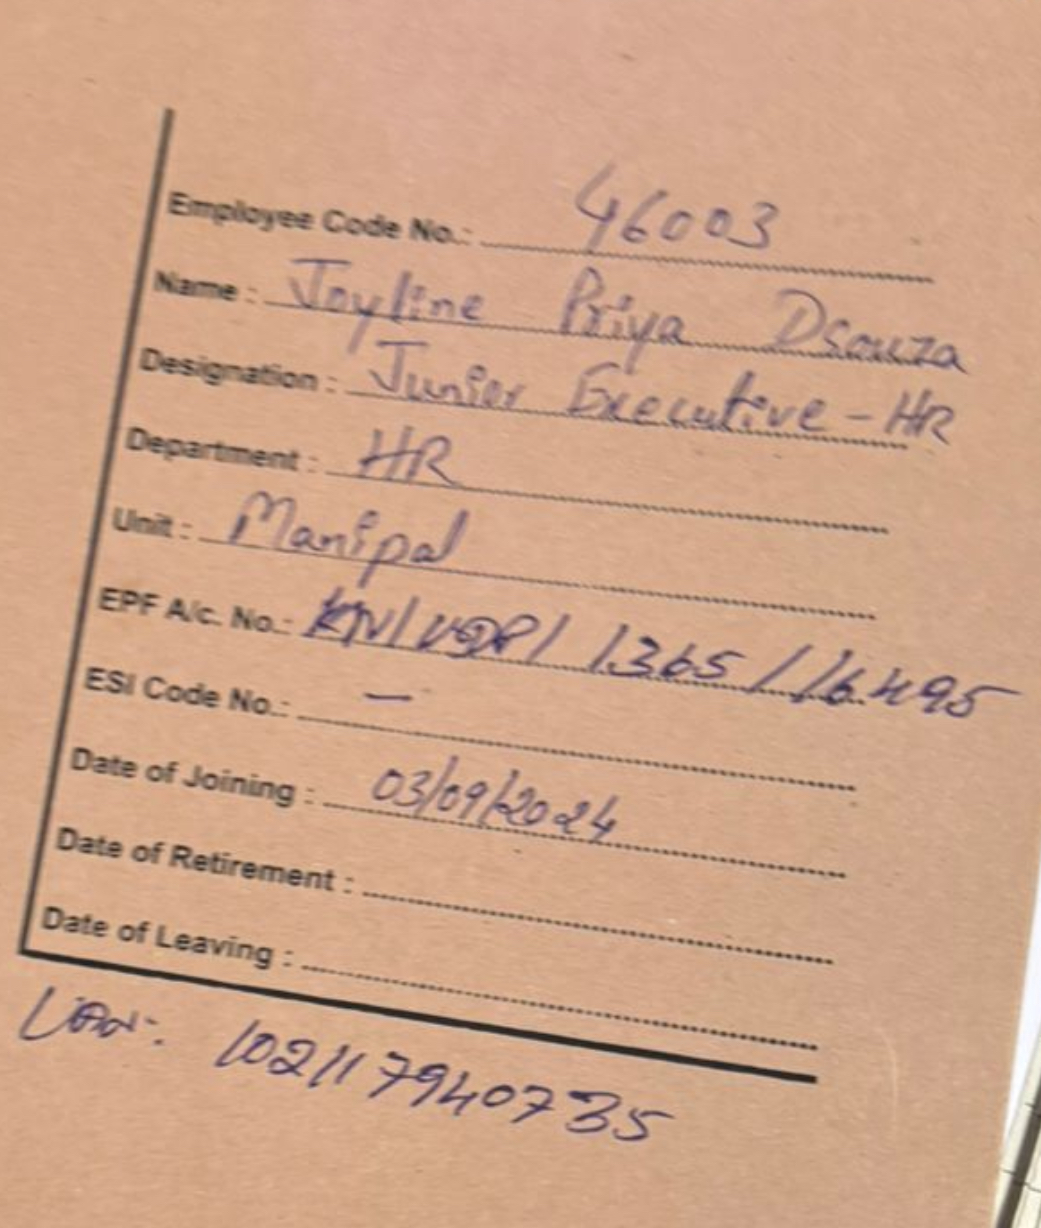 Employee Code No.: 46003
Name : Joyline Priya Dsouza
Designation : Junior Executive - HR
Department : HR
Unit : Manipal
EPF A/c. No.: KN/UDP/1365/16495
ESI Code No.: –
Date of Joining : 03/09/2024
Date of Retirement :
Date of Leaving :
UAN: 102117940735